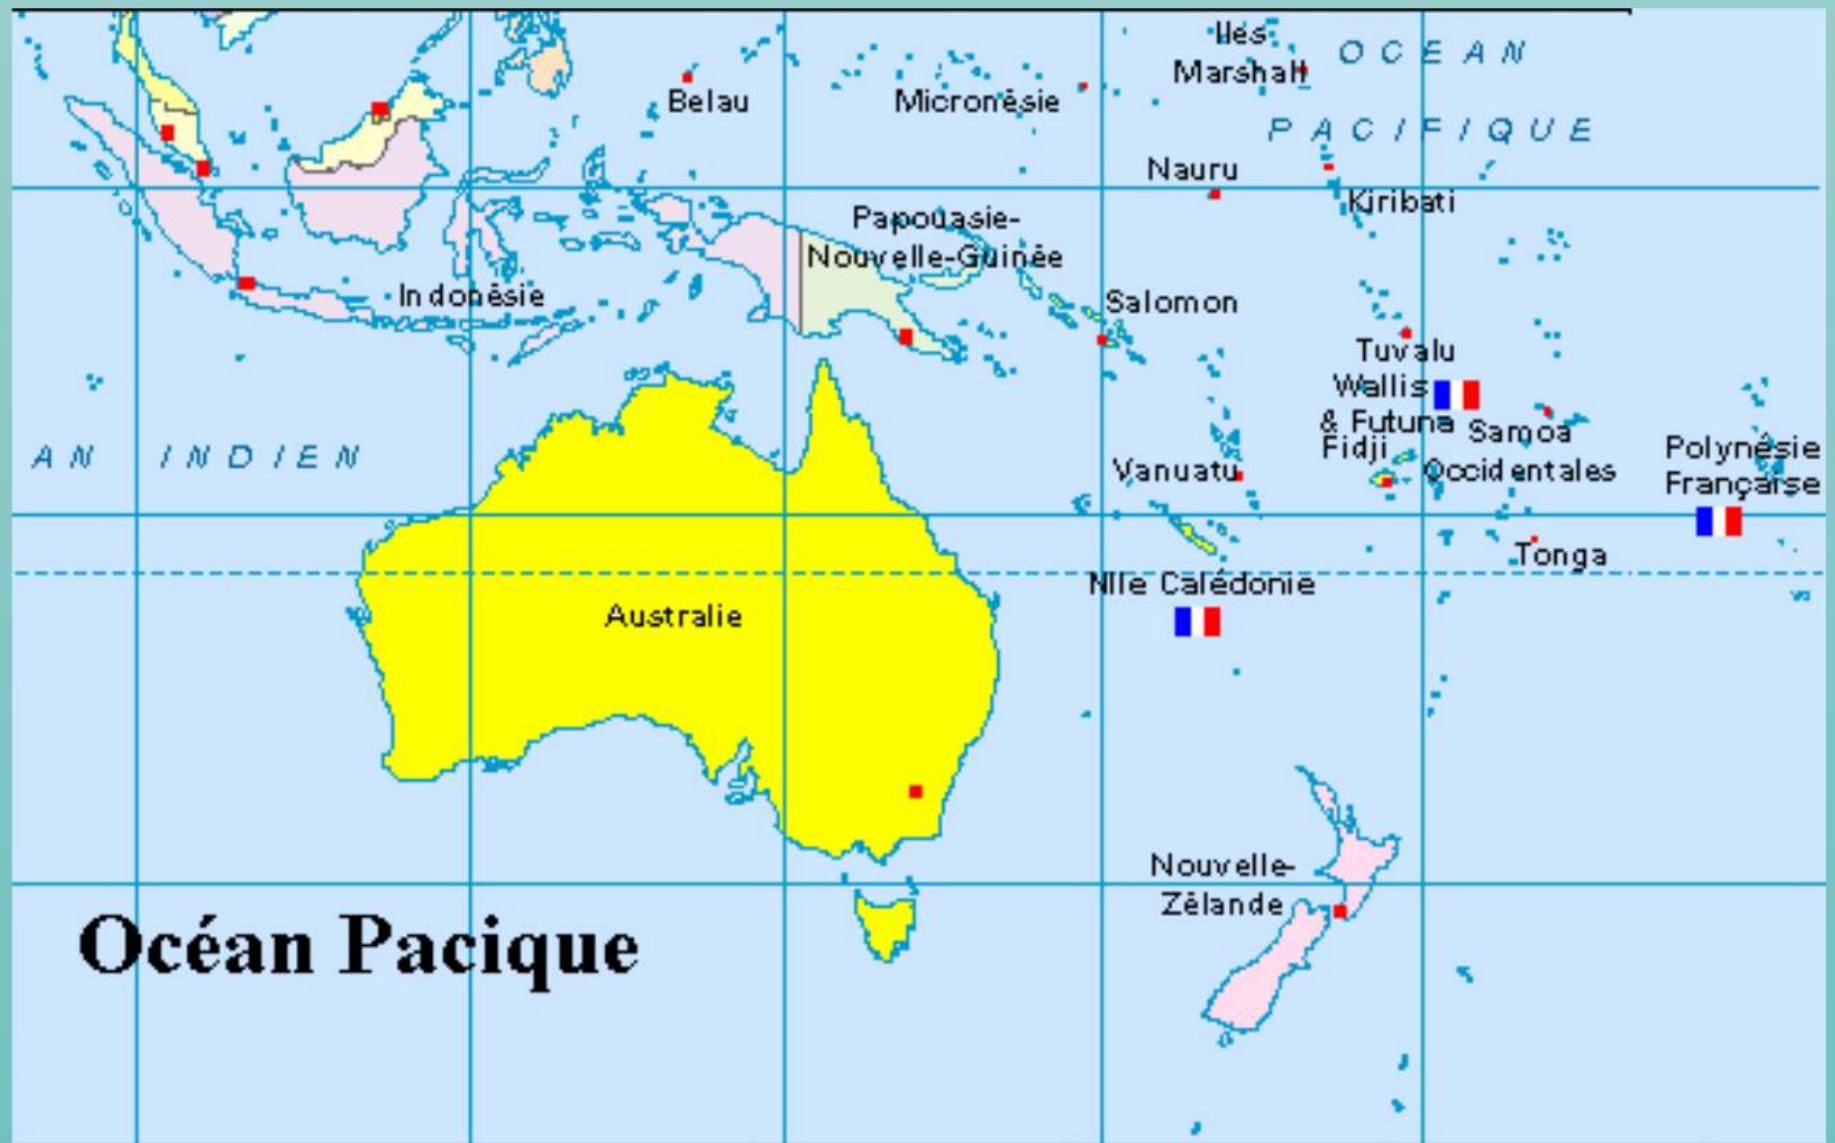 Iles
Marshall
OCEAN
PACIFIQUE
Belau
Micronésie
Nauru
Kiribati
Papouasie-
Nouvelle-Guinée
Indonésie
Salomon
Tuvalu
Wallis
& Futuna
Fidji
Samoa
Occidentales
Polynésie
Française
AN INDIEN
Vanuatu
Tonga
Nlle Calédonie
Australie
Nouvelle-
Zélande
Océan Pacique